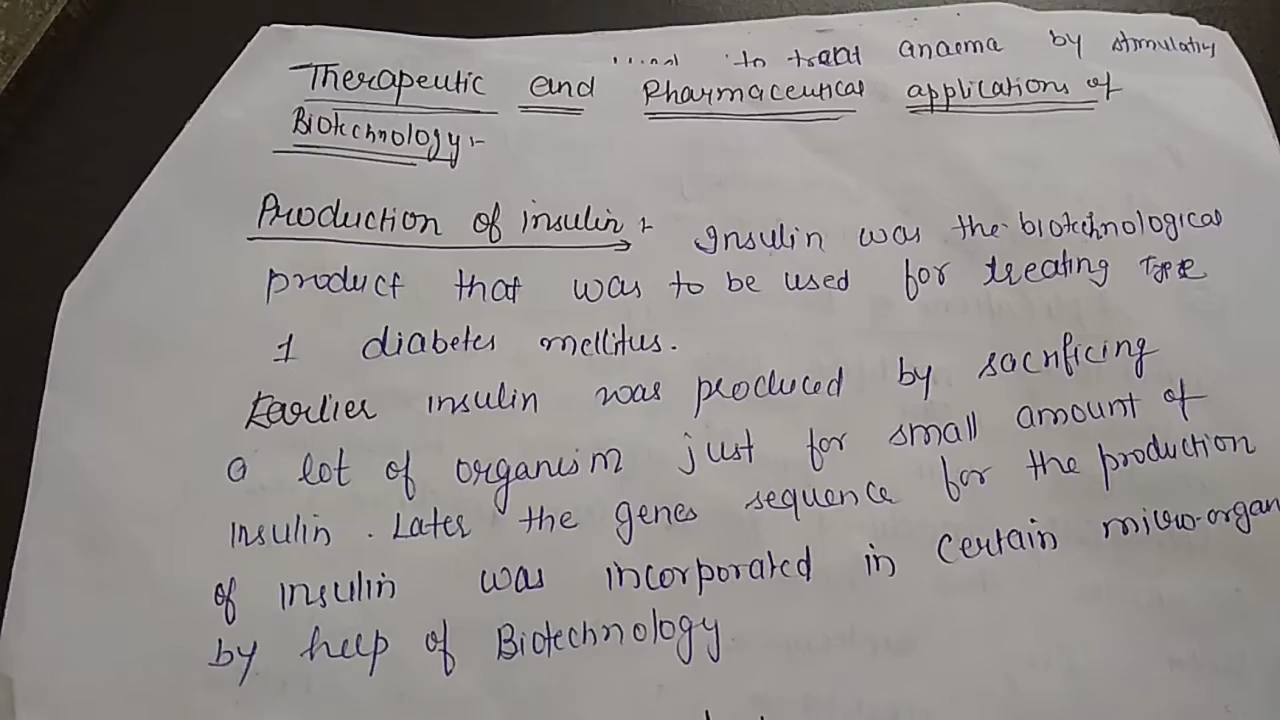 to treat anaema by stimulatiy
Therapeutic and Pharmaceutical applications of
Biotechnology:-
Production of insulin:- Insulin was the biotechnological
product that was to be used for treating Type
1 diabetes mellitus.
Earlier insulin was produced by sacrificing
a lot of organism just for small amount of
insulin. Later the genes sequence for the production
of insulin was incorporated in certain micro-organ
by help of Biotechnology